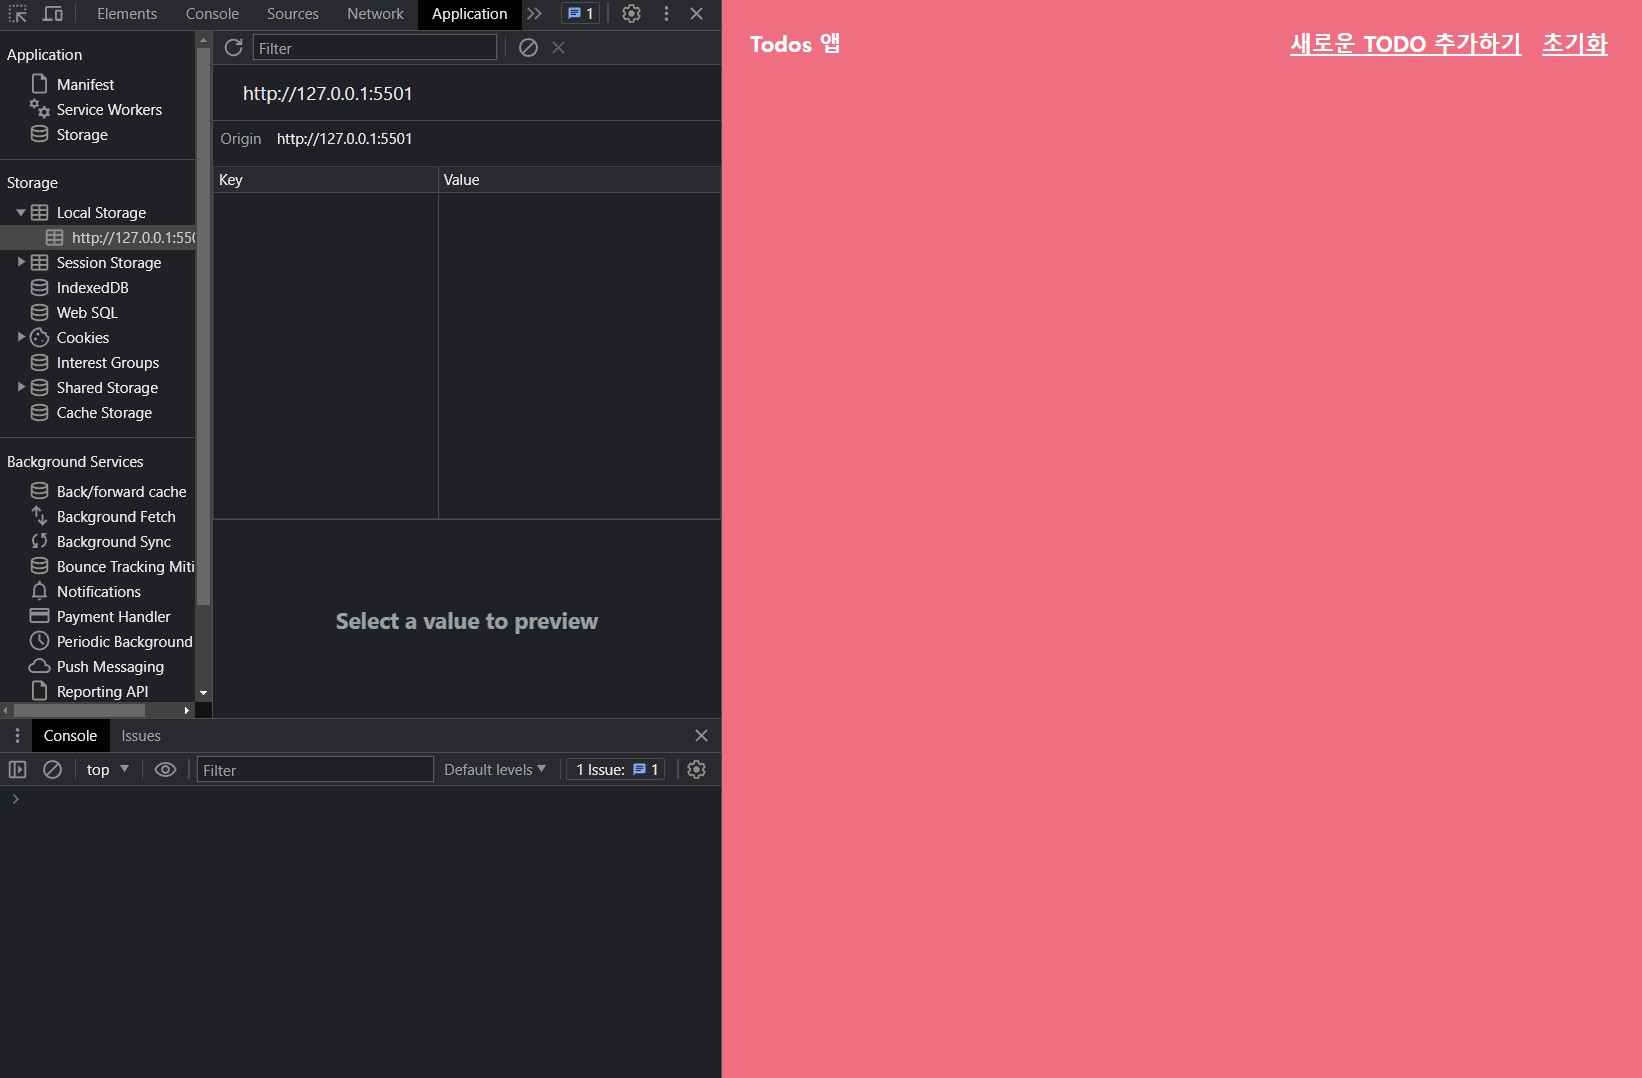 Elements Console Sources Network Application 1
Application
Manifest
Service Workers
Storage
Storage
Local Storage
http://127.0.0.1:550
Session Storage
IndexedDB
Web SQL
Cookies
Interest Groups
Shared Storage
Cache Storage
Background Services
Back/forward cache
Background Fetch
Background Sync
Bounce Tracking Miti
Notifications
Payment Handler
Periodic Background
Push Messaging
Reporting API
Filter
http://127.0.0.1:5501
Origin http://127.0.0.1:5501
Key Value
Select a value to preview
Console Issues
top Filter Default levels 1 Issue: 1
Todos 앱 새로운 TODO 추가하기 초기화